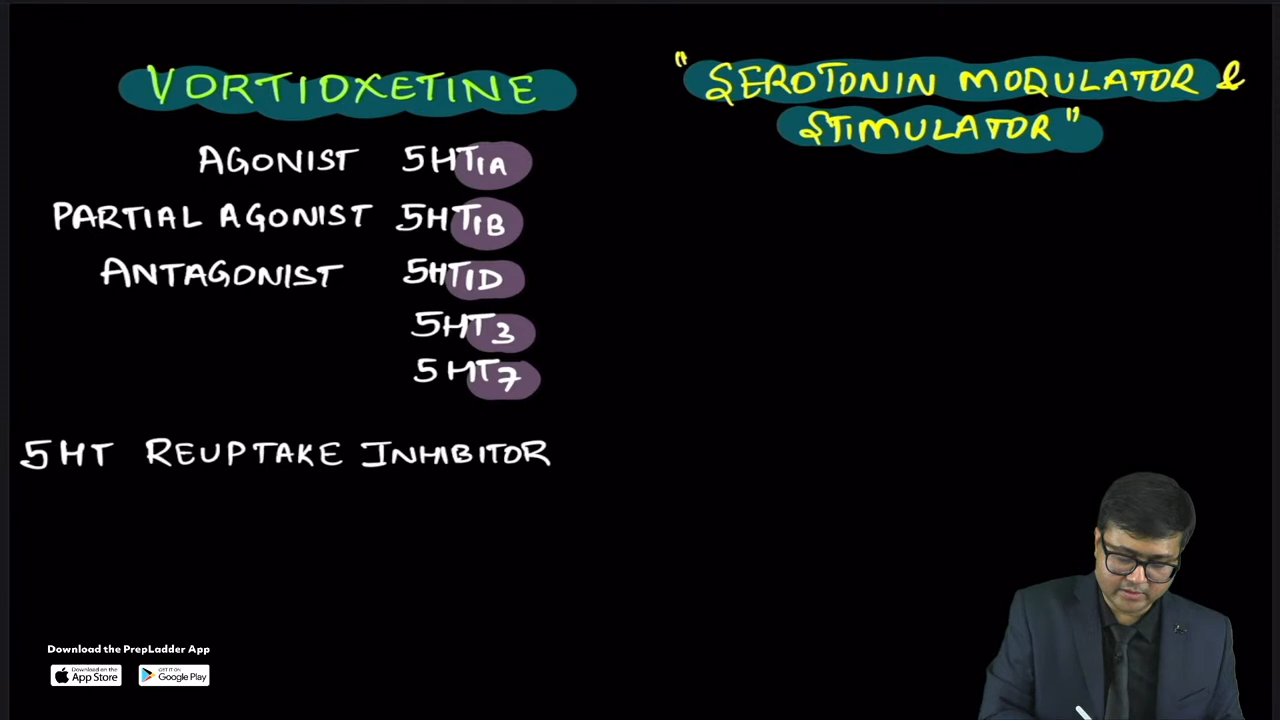 VORTIOXETINE
AGONIST 5HT1A
PARTIAL AGONIST 5HT1B
ANTAGONIST 5HT1D
5HT3
5HT7
5HT REUPTAKE INHIBITOR
"SEROTONIN MODULATOR &
STIMULATOR"
Download the PrepLadder App
Download on the App Store
GET IT ON Google Play